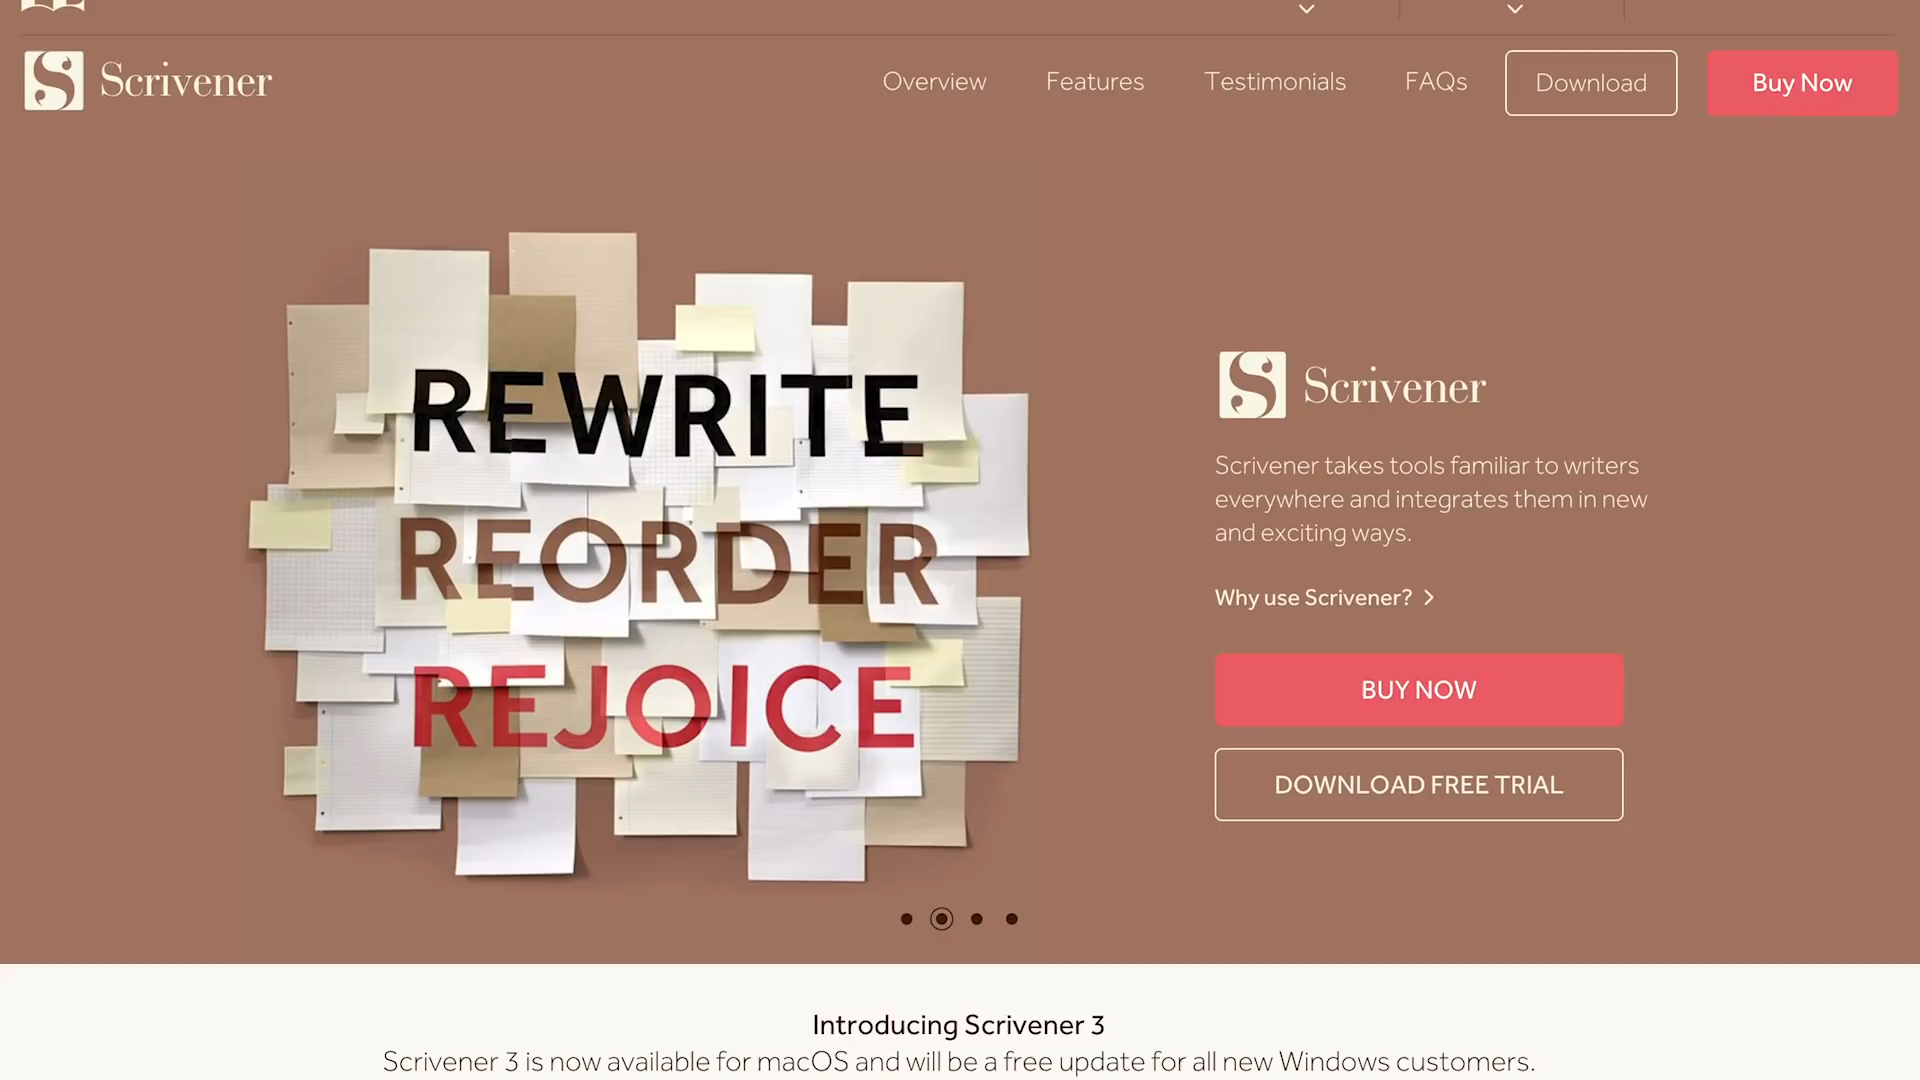 Scrivener
Overview
Features
Testimonials
FAQs
Download
Buy Now
REWRITE
REORDER
REJOICE
Scrivener
Scrivener takes tools familiar to writers
everywhere and integrates them in new
and exciting ways.
Why use Scrivener?
BUY NOW
DOWNLOAD FREE TRIAL
Introducing Scrivener 3
Scrivener 3 is now available for macOS and will be a free update for all new Windows customers.